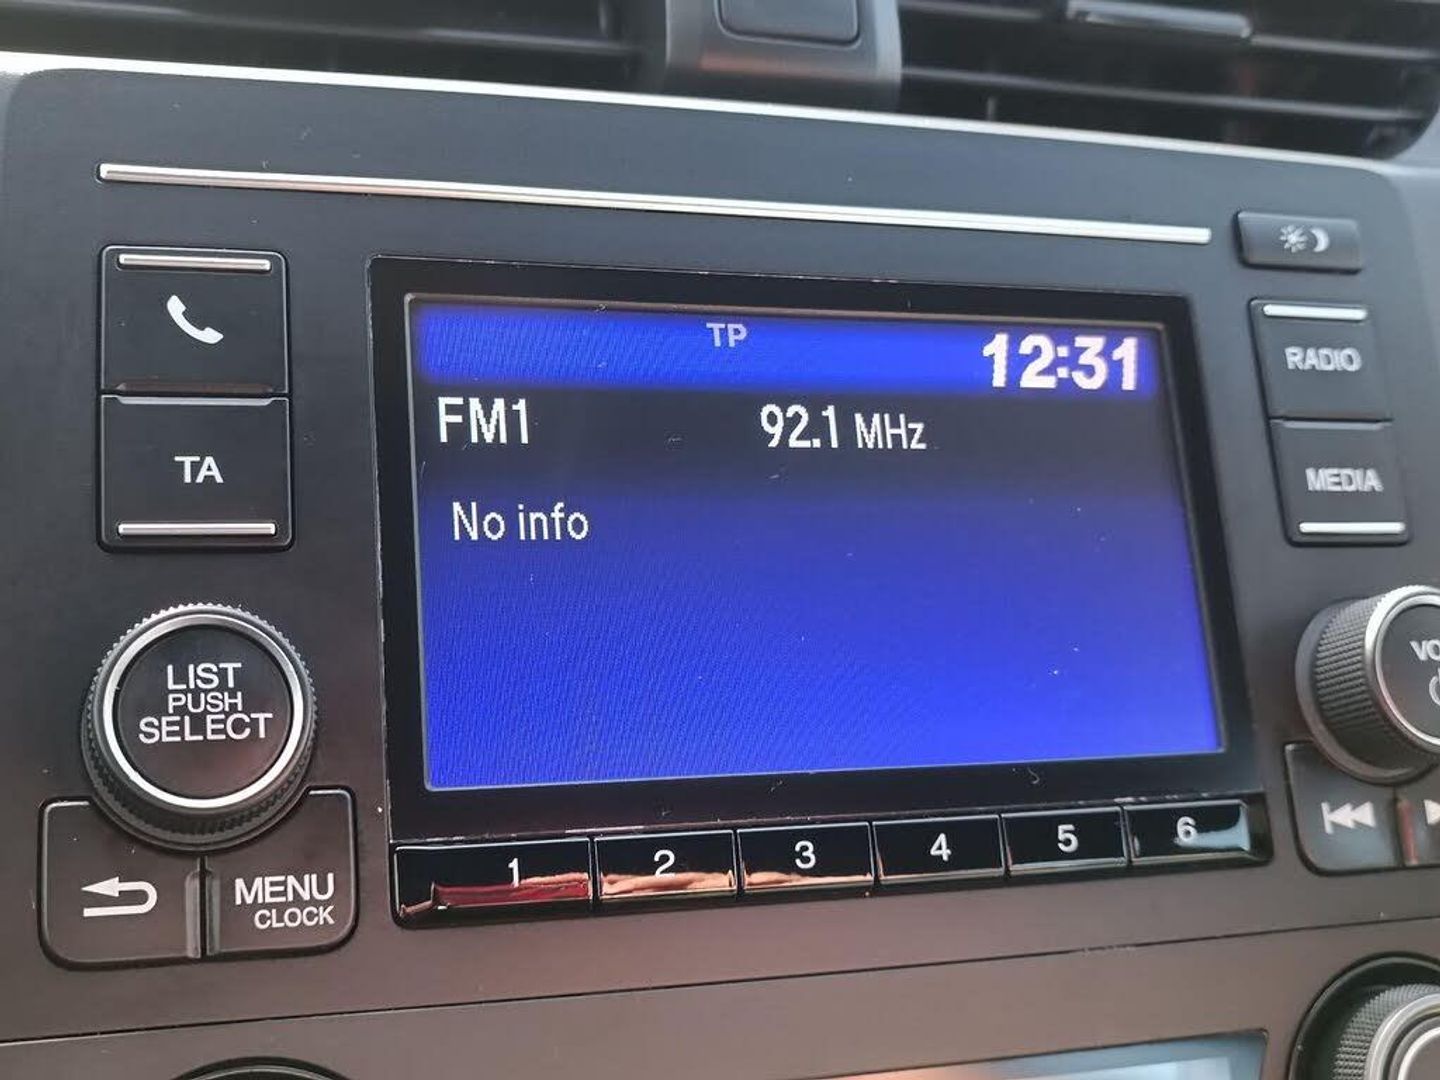 TP
12:31
FM1
92.1 MHz
No info
TA
LIST
PUSH
SELECT
MENU
CLOCK
1
2
3
4
5
6
RADIO
MEDIA